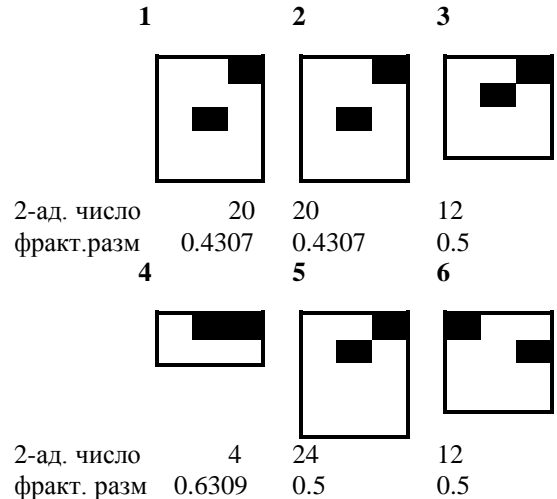 1 2 3
2-ад. число 20 20 12
фракт.разм 0.4307 0.4307 0.5
4 5 6
2-ад. число 4 24 12
фракт. разм 0.6309 0.5 0.5